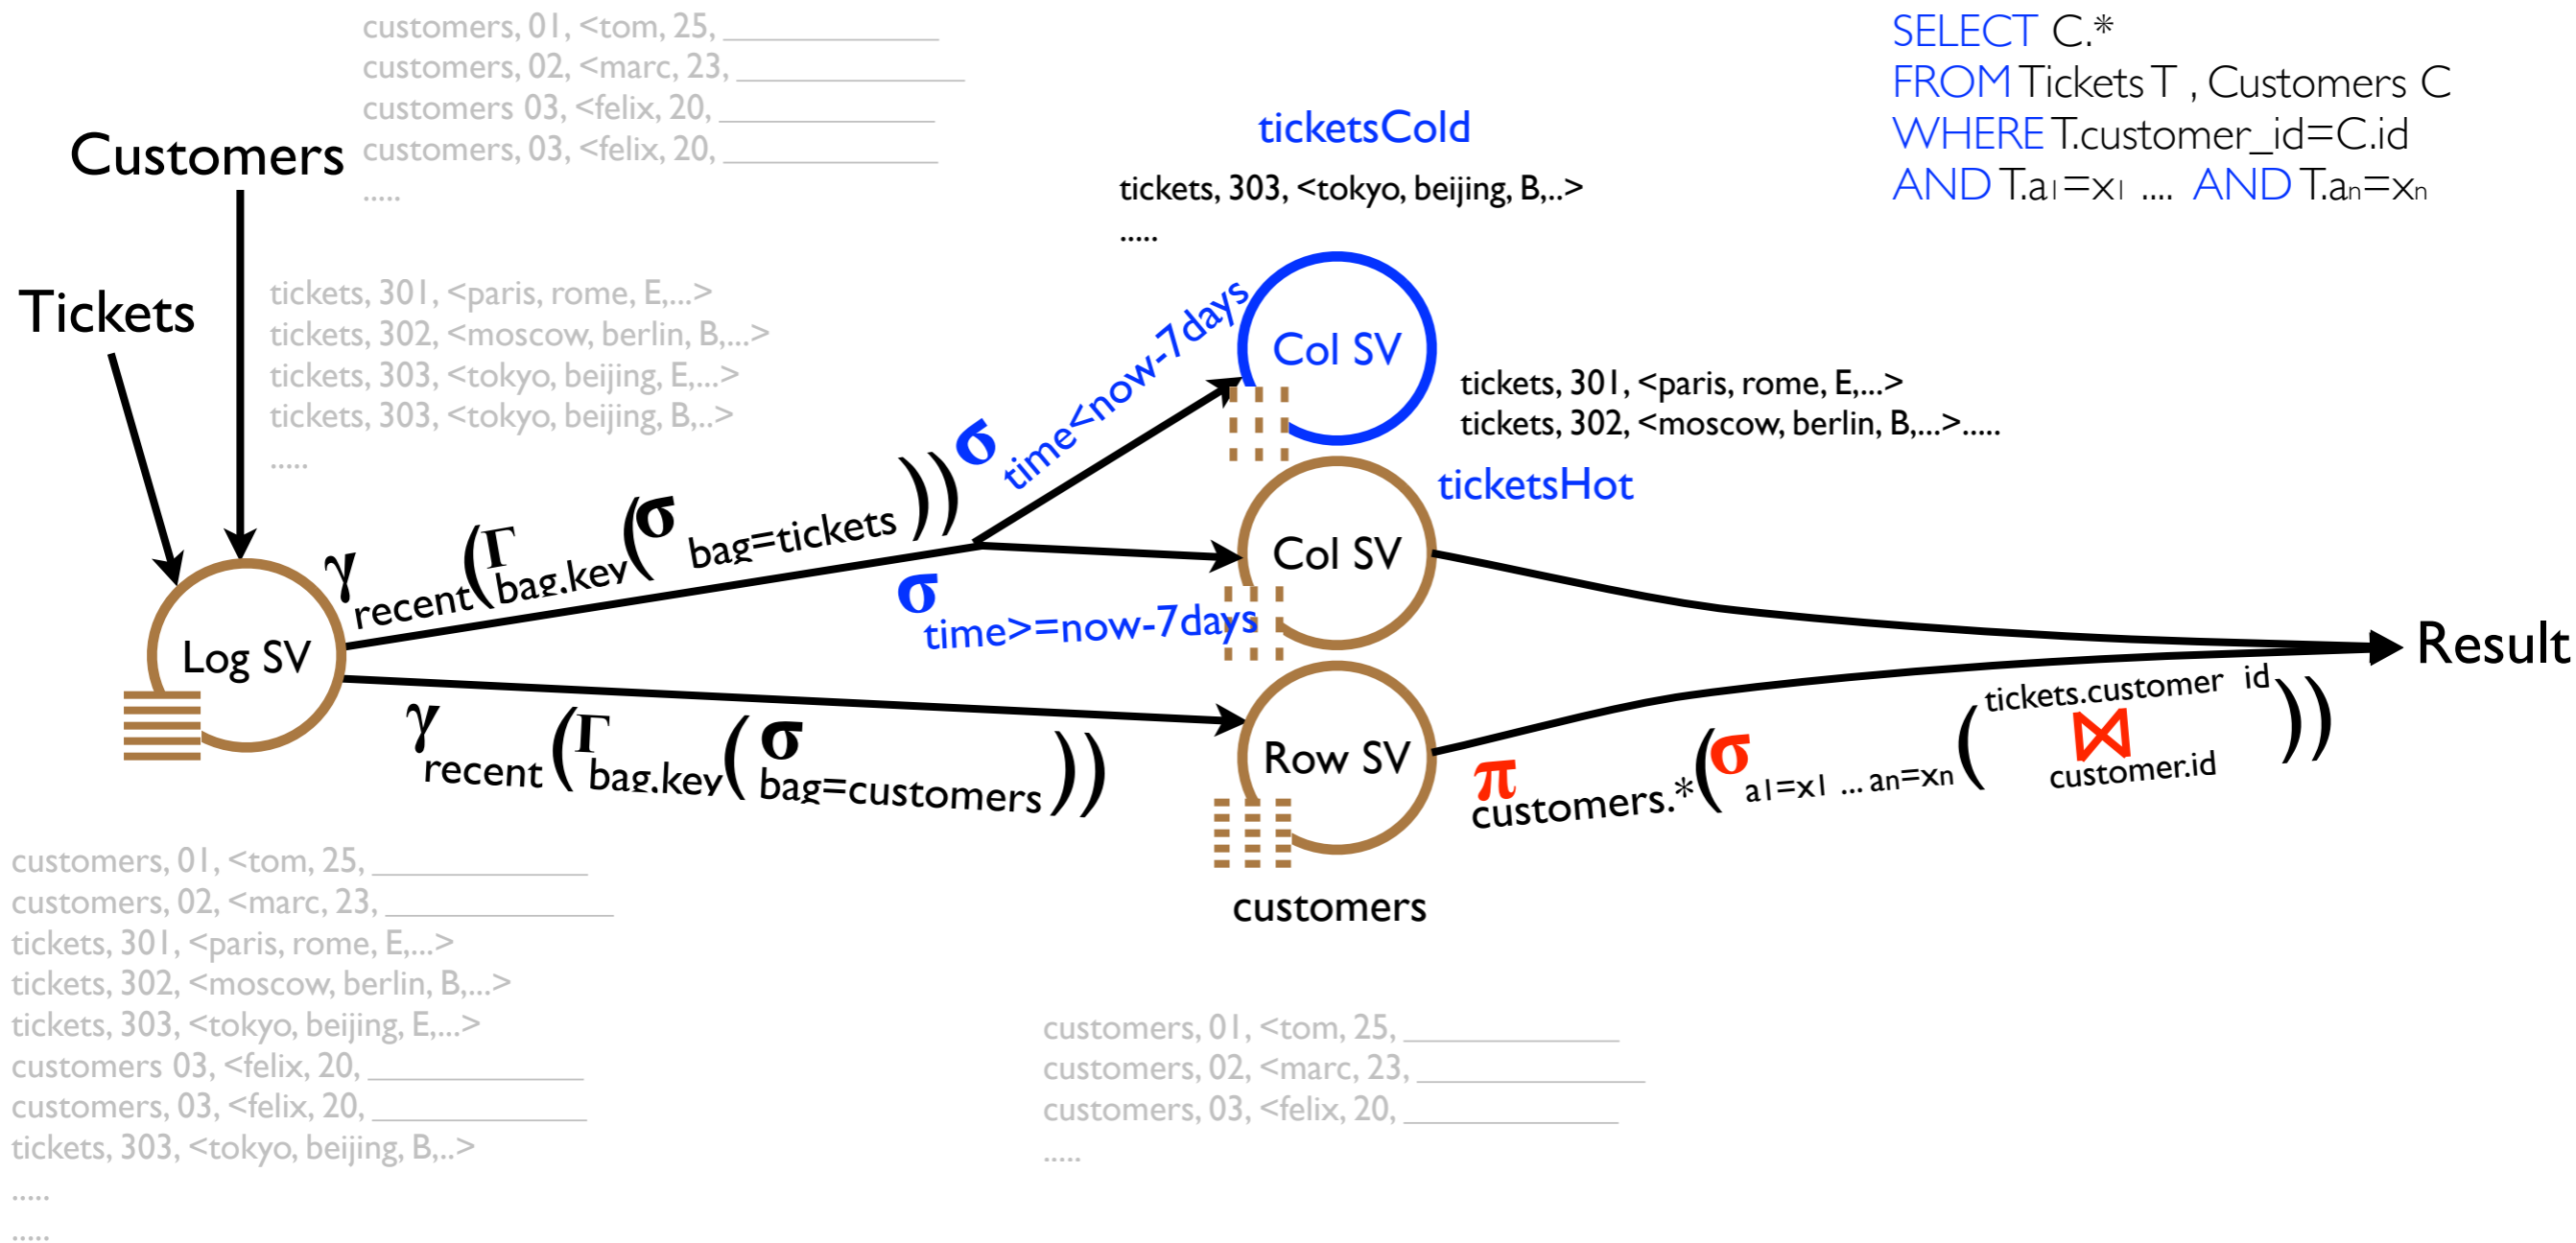 customers, 01, <tom, 25, ____________
customers, 02, <marc, 23, ____________
customers 03, <felix, 20, ____________
customers, 03, <felix, 20, ____________
.....
Customers
Tickets
tickets, 301, <paris, rome, E,...>
tickets, 302, <moscow, berlin, B,...>
tickets, 303, <tokyo, beijing, E,...>
tickets, 303, <tokyo, beijing, B,..>
.....
SELECT C.*
FROM Tickets T , Customers C
WHERE T.customer_id=C.id
AND T.a1=x1 .... AND T.an=xn
ticketsCold
tickets, 303, <tokyo, beijing, B,..>
.....
Col SV
σ time<now-7days
tickets, 301, <paris, rome, E,...>
tickets, 302, <moscow, berlin, B,...>.....
ticketsHot
Col SV
γ recent(Γ bag.key(σ bag=tickets))
σ time>=now-7days
Log SV
γ recent(Γ bag.key(σ bag=customers))
Row SV
customers
Result
π customers.*(σ a1=x1 ... an=xn(tickets.customer id ⋈ customer.id))
customers, 01, <tom, 25, ____________
customers, 02, <marc, 23, ____________
tickets, 301, <paris, rome, E,...>
tickets, 302, <moscow, berlin, B,...>
tickets, 303, <tokyo, beijing, E,...>
customers 03, <felix, 20, ____________
customers, 03, <felix, 20, ____________
tickets, 303, <tokyo, beijing, B,..>
.....
.....
customers, 01, <tom, 25, ____________
customers, 02, <marc, 23, ____________
customers, 03, <felix, 20, ____________
.....